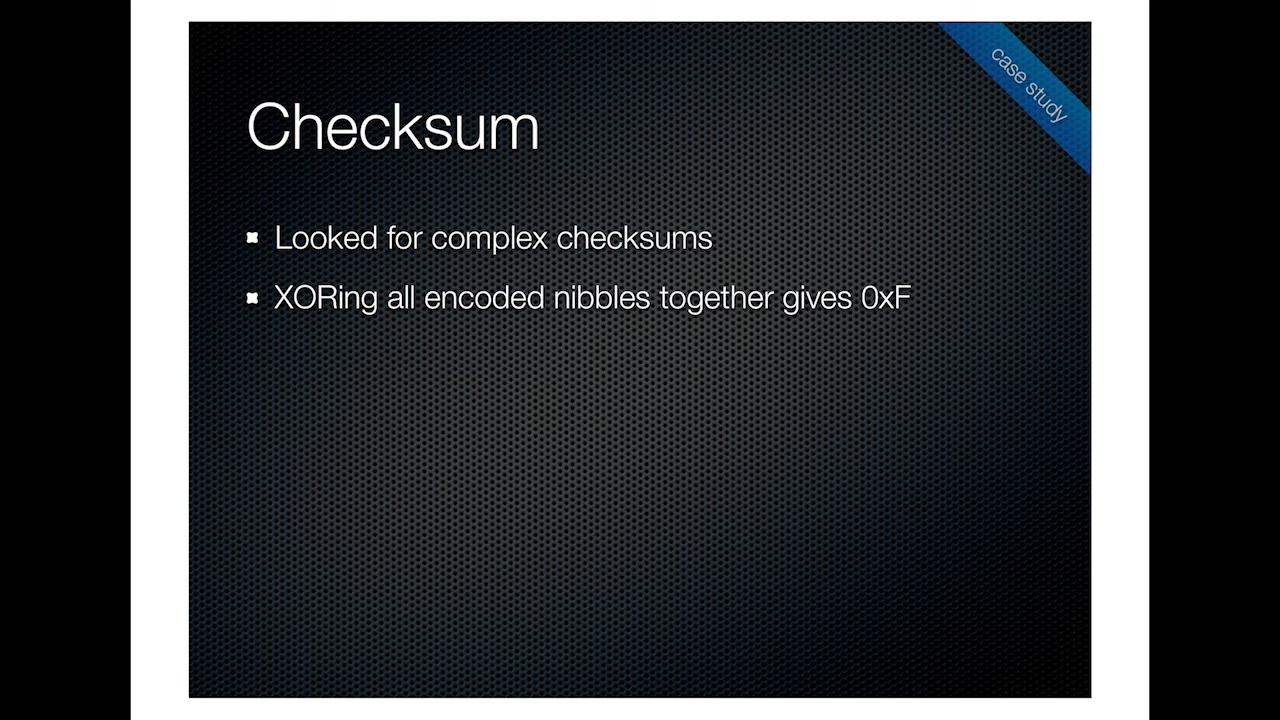 case study
Checksum
Looked for complex checksums
XORing all encoded nibbles together gives 0xF